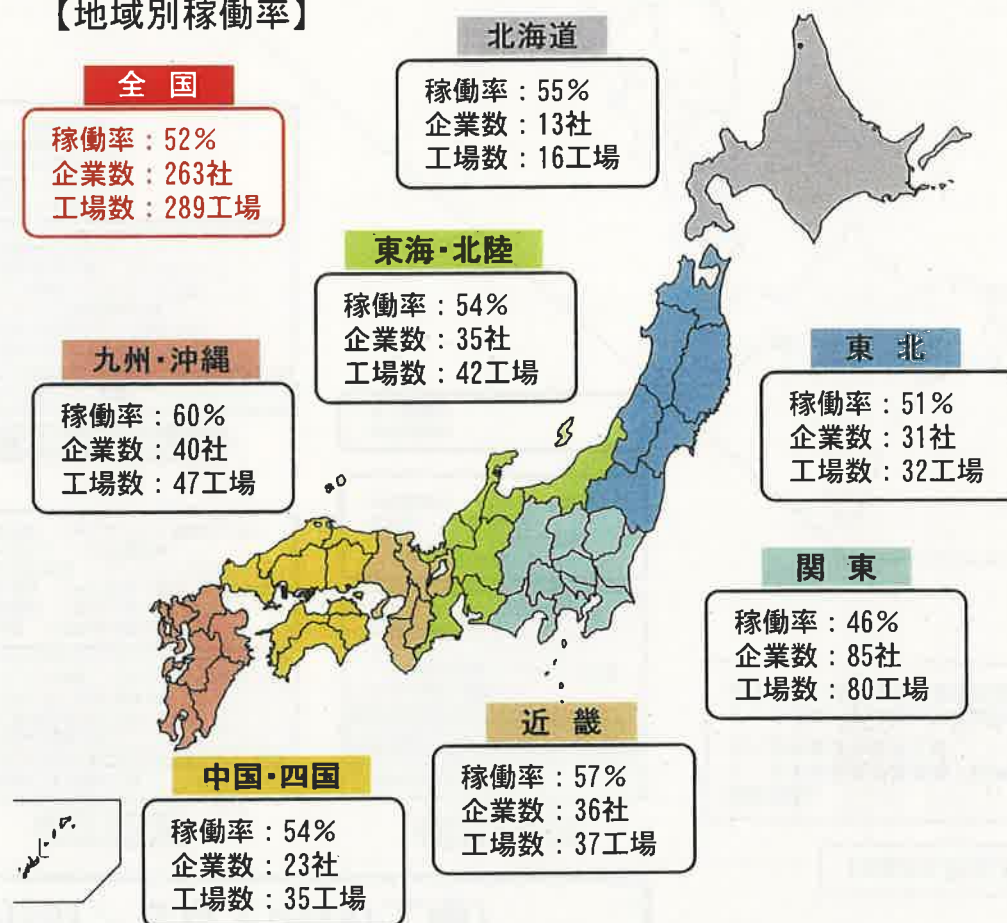 【地域別稼働率】
全国
稼働率:52%
企業数:263社
工場数:289工場
北海道
稼働率:55%
企業数:13社
工場数:16工場
東海・北陸
稼働率:54%
企業数:35社
工場数:42工場
九州・沖縄
稼働率:60%
企業数:40社
工場数:47工場
東北
稼働率:51%
企業数:31社
工場数:32工場
関東
稼働率:46%
企業数:85社
工場数:80工場
近畿
稼働率:57%
企業数:36社
工場数:37工場
中国・四国
稼働率:54%
企業数:23社
工場数:35工場